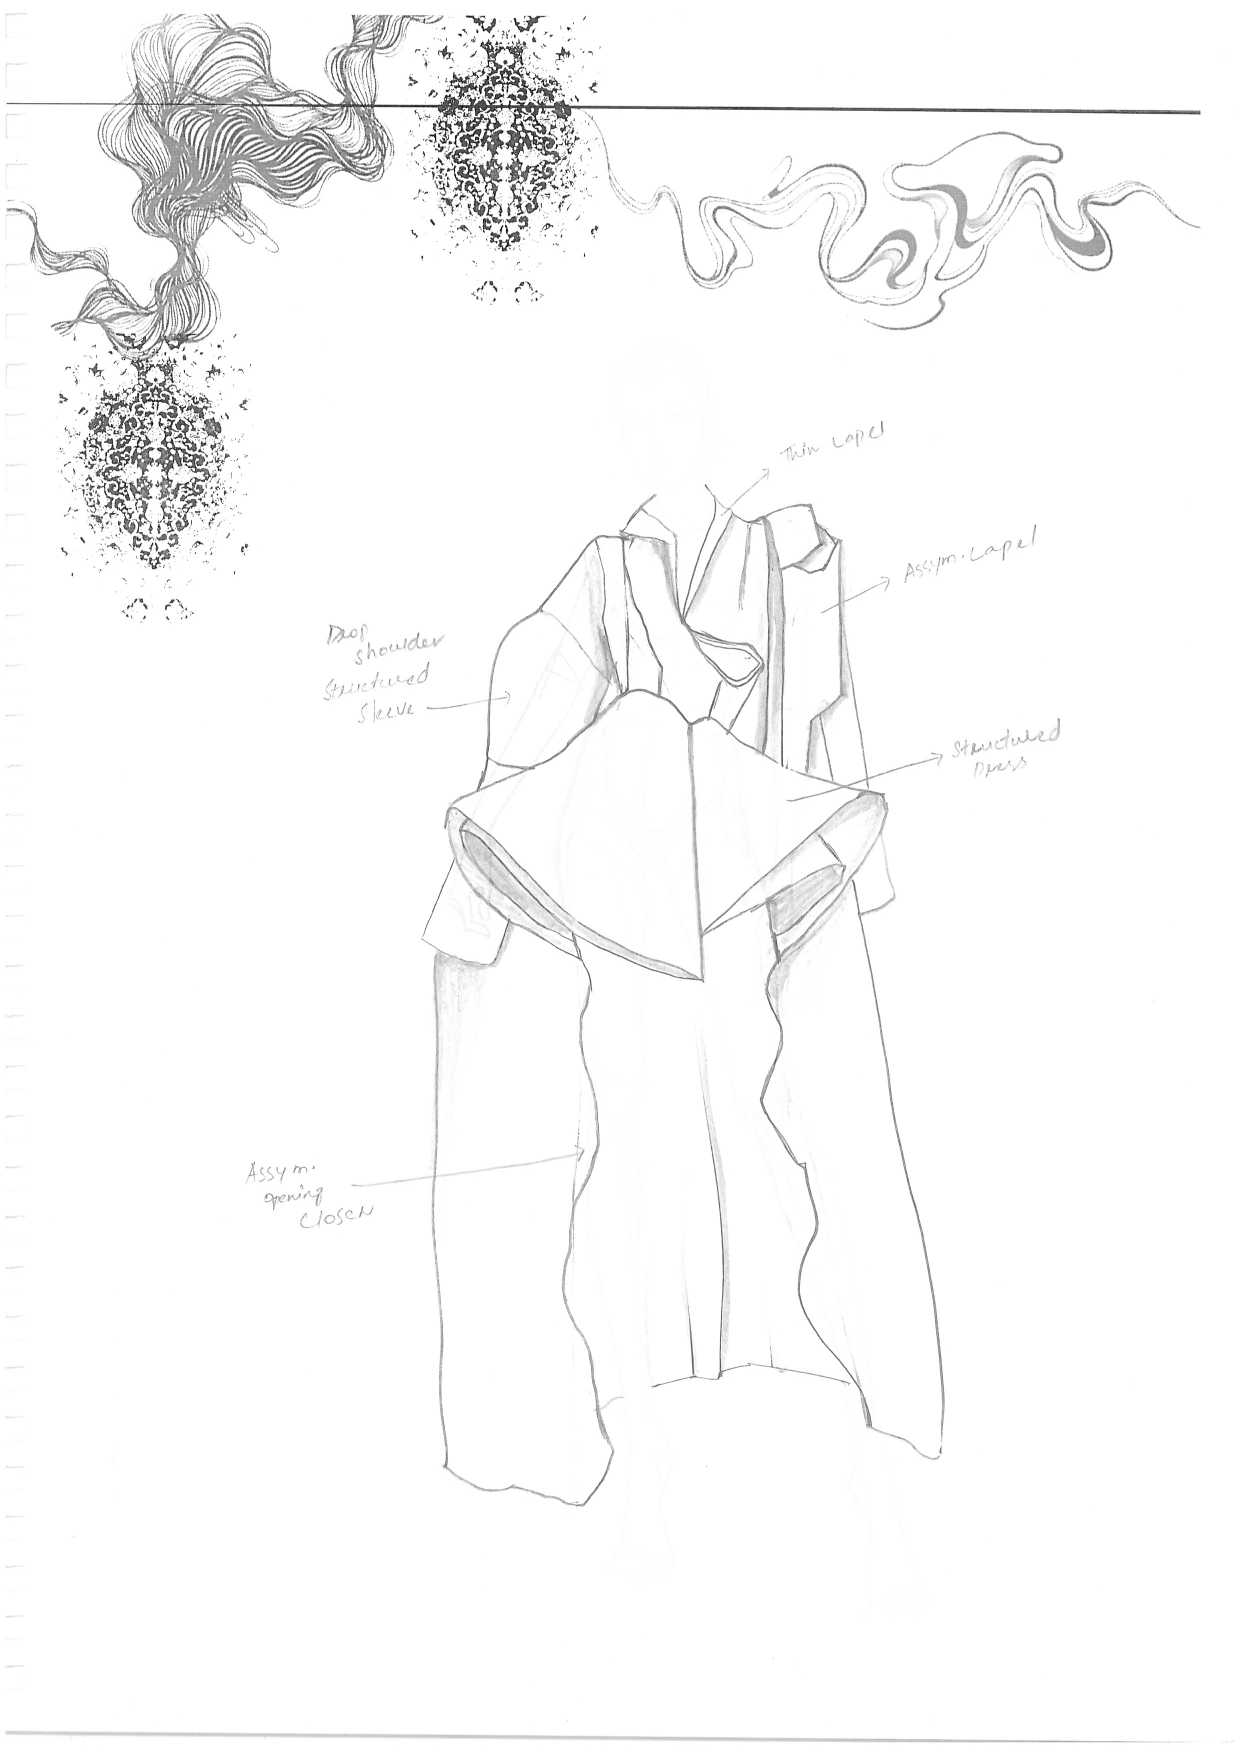 Thin Lapel
Assym. Lapel
Drop
shoulder
Structured
Sleeve
Structured
Dress
Assym.
opening
Closen